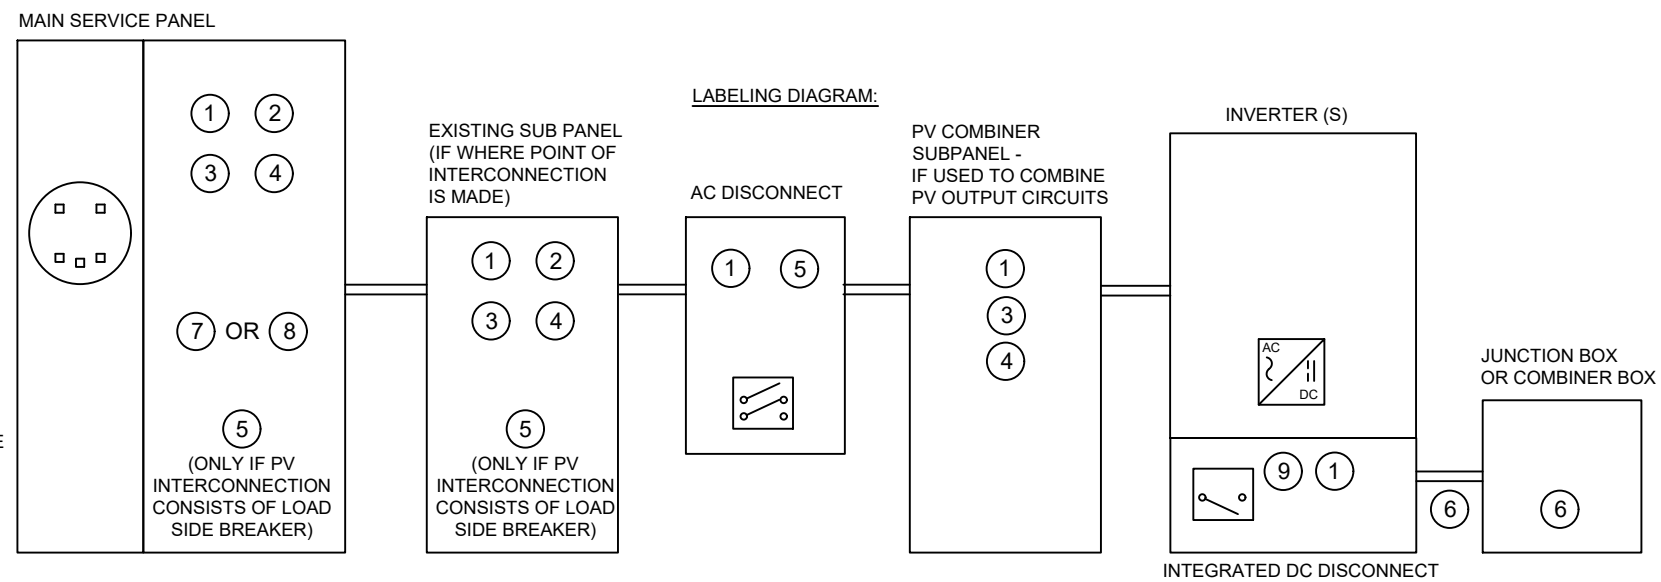 MAIN SERVICE PANEL
1 2
3 4
7 OR 8
5
(ONLY IF PV
INTERCONNECTION
CONSISTS OF LOAD
SIDE BREAKER)
E
EXISTING SUB PANEL
(IF WHERE POINT OF
INTERCONNECTION
IS MADE)
1 2
3 4
5
(ONLY IF PV
INTERCONNECTION
CONSISTS OF LOAD
SIDE BREAKER)
LABELING DIAGRAM:
AC DISCONNECT
1 5
PV COMBINER
SUBPANEL -
IF USED TO COMBINE
PV OUTPUT CIRCUITS
1
3
4
INVERTER (S)
AC
DC
9 1
INTEGRATED DC DISCONNECT
6
JUNCTION BOX
OR COMBINER BOX
6